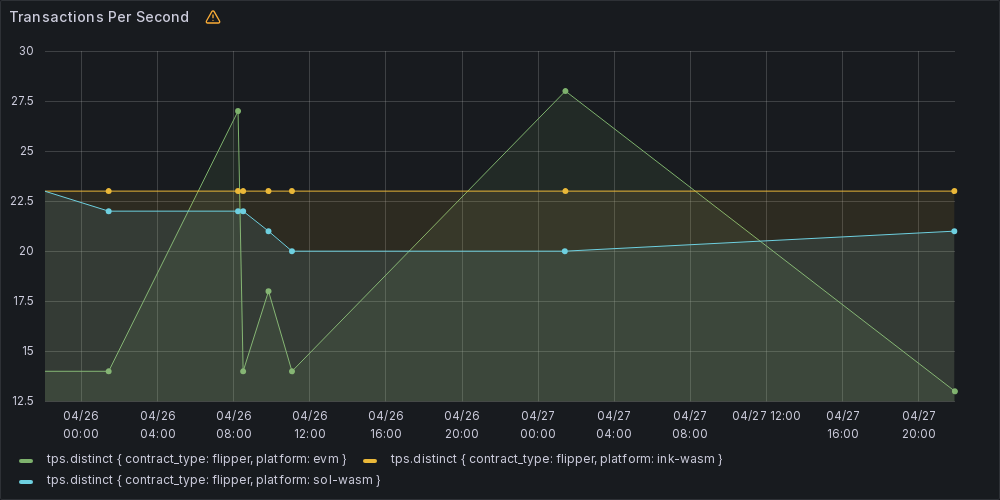 Transactions Per Second
30
27.5
25
22.5
20
17.5
15
12.5
04/26 04/26 04/26 04/26 04/26 04/26 04/27 04/27 04/27 04/27 12:00 04/27 04/27
00:00 04:00 08:00 12:00 16:00 20:00 00:00 04:00 08:00 16:00 20:00
tps.distinct { contract_type: flipper, platform: evm } tps.distinct { contract_type: flipper, platform: ink-wasm }
tps.distinct { contract_type: flipper, platform: sol-wasm }